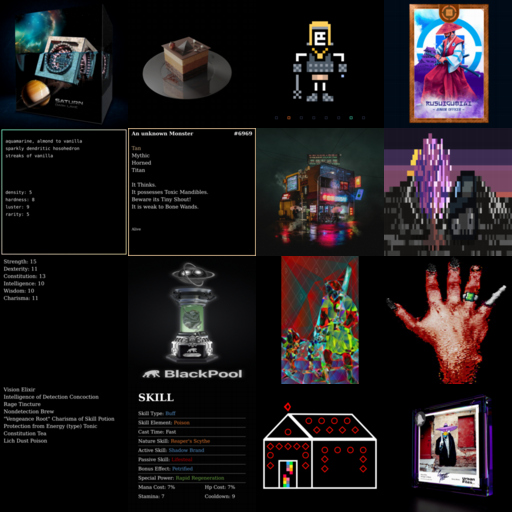 SATURN
MUSUTGUMIAI
aquamarine, almond to vanilla
sparkly dendritic hosohedron
streaks of vanilla
density: 5
hardness: 8
luster: 9
rarity: 5
An unknown Monster #6969
Tan
Mythic
Horned
Titan
It Thinks.
It possesses Toxic Mandibles.
Beware its Tiny Shout!
It is weak to Bone Wands.
Alive
Strength: 15
Dexterity: 11
Constitution: 13
Intelligence: 10
Wisdom: 10
Charisma: 11
BlackPool
Vision Elixir
Intelligence of Detection Concoction
Rage Tincture
Nondetection Brew
"Vengeance Root" Charisma of Skill Potion
Protection from Energy (type) Tonic
Constitution Tea
Lich Dust Poison
SKILL
Skill Type: Buff
Skill Element: Poison
Cast Time: Fast
Nature Skill: Reaper's Scythe
Active Skill: Shadow Brand
Passive Skill:
Bonus Effect: Petrified
Special Power: Rapid Regeneration
Mana Cost: 7% Hp Cost: 7%
Stamina: 7 Cooldown: 9